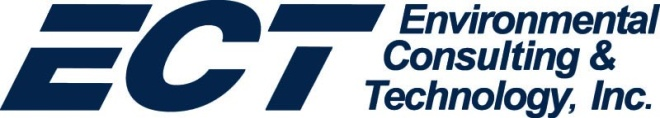 ECT
Environmental
Consulting &
Technology, Inc.